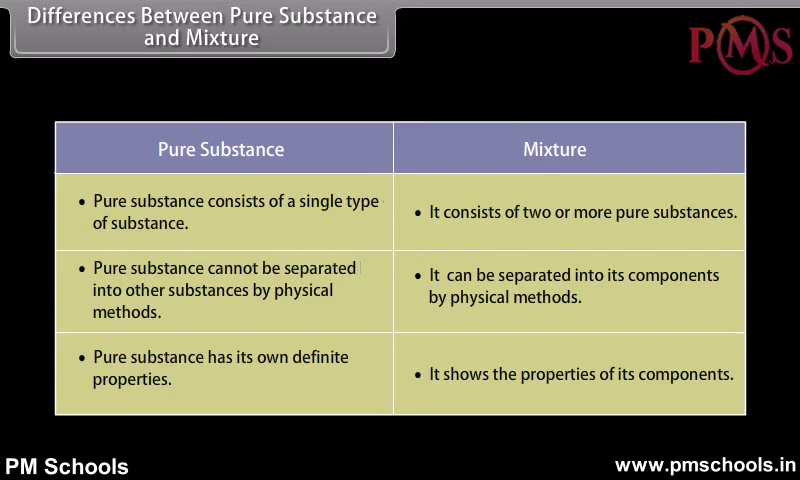 Differences Between Pure Substance
and Mixture
PMS
Pure Substance
Mixture
• Pure substance consists of a single type
of substance.
• It consists of two or more pure substances.
• Pure substance cannot be separated
into other substances by physical
methods.
• It can be separated into its components
by physical methods.
• Pure substance has its own definite
properties.
• It shows the properties of its components.
PM Schools
www.pmschools.in